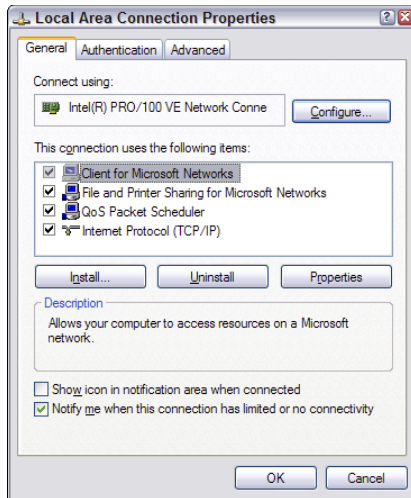 Local Area Connection Properties
General Authentication Advanced
Connect using:
Intel(R) PRO/100 VE Network Conne
Configure...
This connection uses the following items:
Client for Microsoft Networks
File and Printer Sharing for Microsoft Networks
QoS Packet Scheduler
Internet Protocol (TCP/IP)
Install... Uninstall Properties
Description
Allows your computer to access resources on a Microsoft
network.
Show icon in notification area when connected
Notify me when this connection has limited or no connectivity
OK Cancel